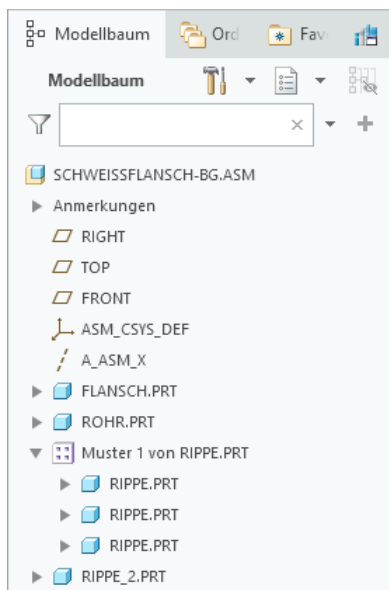 Modellbaum Ord Fav
Modellbaum
SCHWEISSFLANSCH-BG.ASM
Anmerkungen
RIGHT
TOP
FRONT
ASM_CSYS_DEF
A_ASM_X
FLANSCH.PRT
ROHR.PRT
Muster 1 von RIPPE.PRT
RIPPE.PRT
RIPPE.PRT
RIPPE.PRT
RIPPE_2.PRT